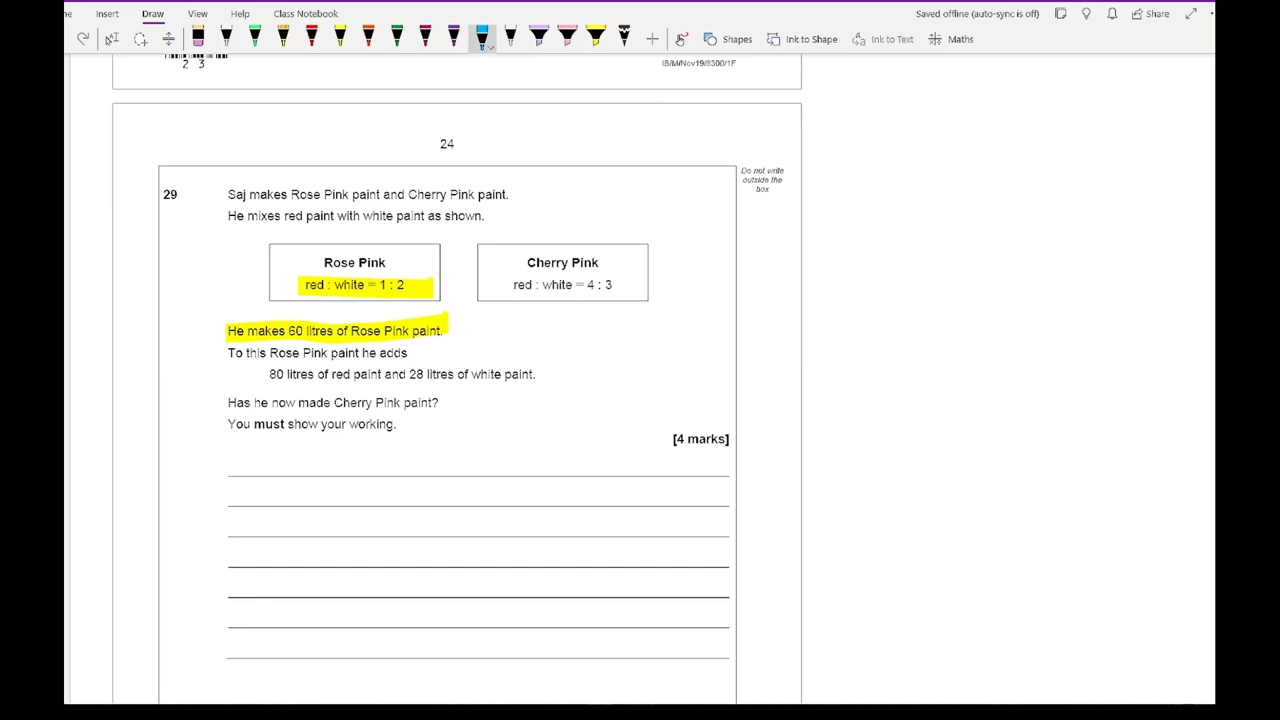 Insert Draw View Help Class Notebook Saved offline (auto-sync is off) Share
Shapes Ink to Shape Ink to Text Maths
2 3 IB/M/Nov19/8300/1F
24
Do not write
outside the
box
29 Saj makes Rose Pink paint and Cherry Pink paint.
He mixes red paint with white paint as shown.
Rose Pink Cherry Pink
red : white = 1 : 2 red : white = 4 : 3
He makes 60 litres of Rose Pink paint.
To this Rose Pink paint he adds
80 litres of red paint and 28 litres of white paint.
Has he now made Cherry Pink paint?
You must show your working.
[4 marks]